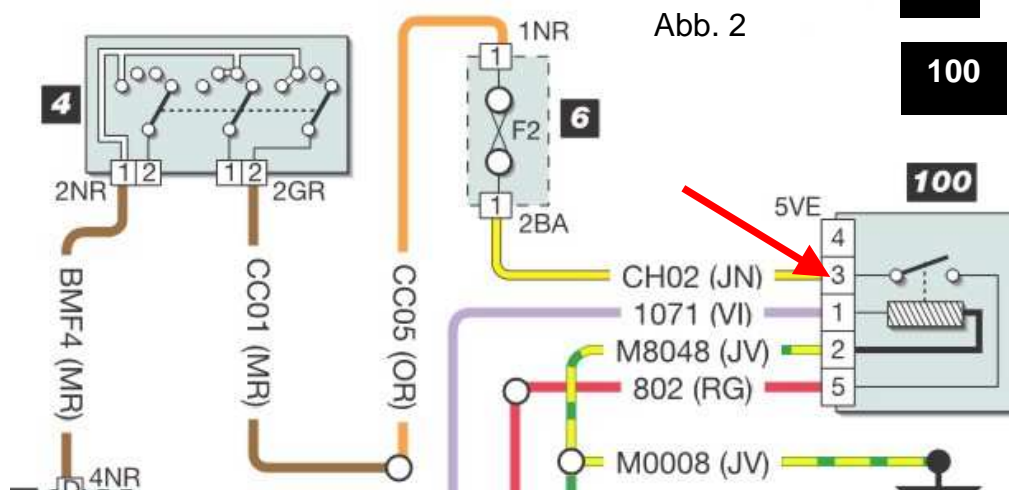 Abb. 2
100
4
1 2
2NR
1 2
2GR
1NR
1
F2
6
1
2BA
100
5VE
4
3
1
2
5
CH02 (JN)
1071 (VI)
M8048 (JV)
802 (RG)
M0008 (JV)
BMF4 (MR)
CC01 (MR)
CC05 (OR)
4NR